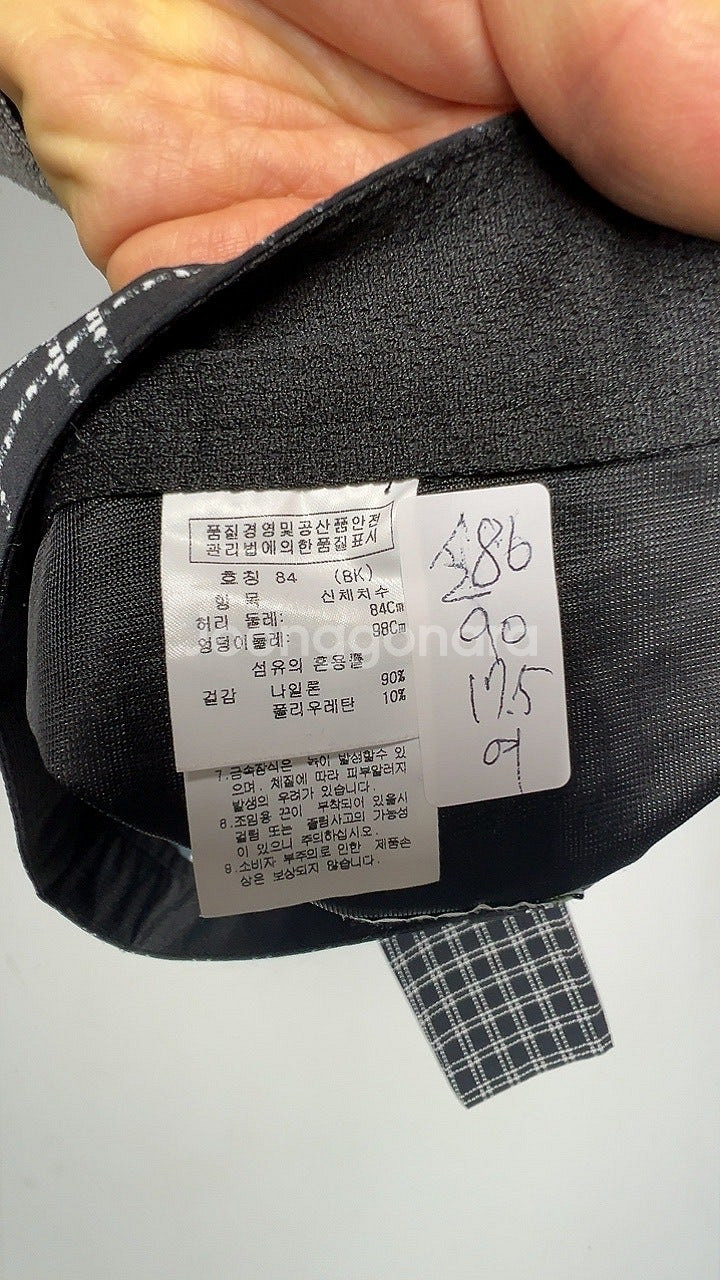 품질경영및공산품안전
관리법에의한품질표시
호칭 84 (BK)
항 목 신체치수
허리 둘레: 84Cm
엉덩이둘레: 98Cm
섬유의 혼용률
겉감 나일론 90%
폴리우레탄 10%
7.금속장식은 녹이 발생할수 있
으며, 체질에 따라 피부알러지
발생의 우려가 있습니다.
8.조임용 끈이 부착되어 있을시
걸림 또는 끌림사고의 가능성
이 있으니 주의하십시오.
9.소비자 부주의로 인한 제품손
상은 보상되지 않습니다.
86
90
17.5
joonggonara